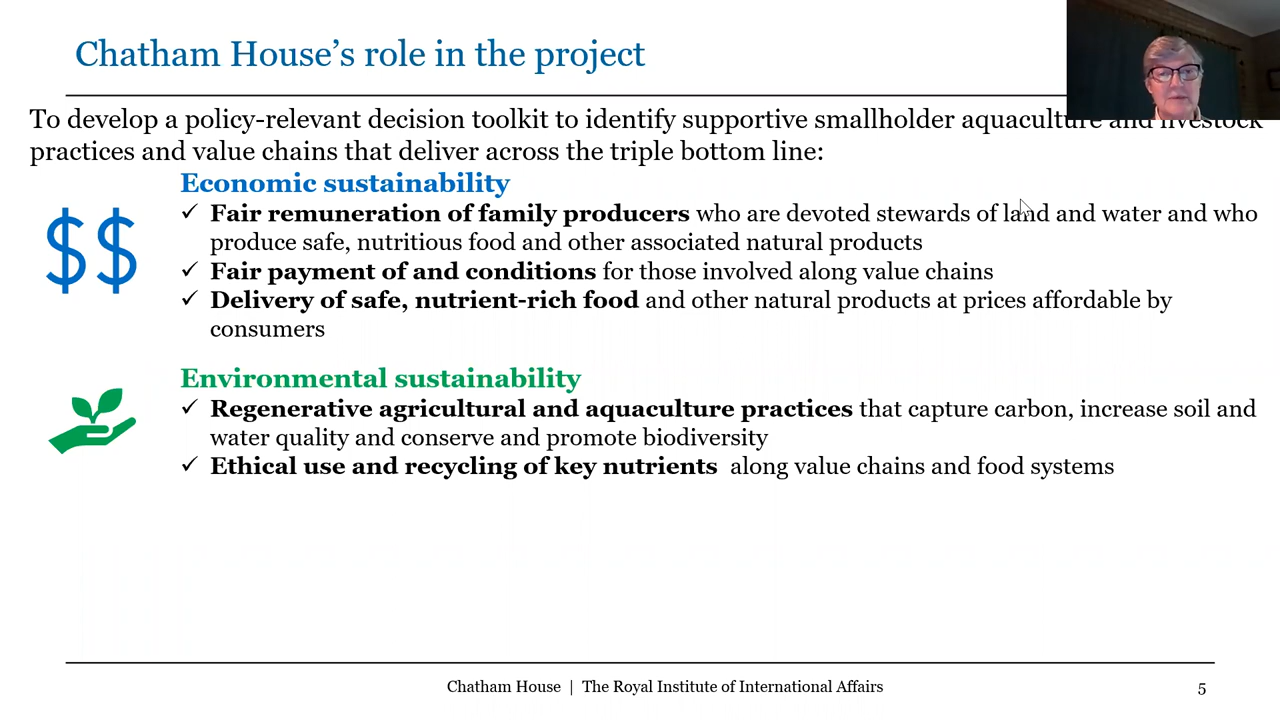 Chatham House’s role in the project
To develop a policy-relevant decision toolkit to identify supportive smallholder aquaculture and livestock
practices and value chains that deliver across the triple bottom line:
Economic sustainability
✓ Fair remuneration of family producers who are devoted stewards of land and water and who
produce safe, nutritious food and other associated natural products
✓ Fair payment of and conditions for those involved along value chains
✓ Delivery of safe, nutrient-rich food and other natural products at prices affordable by
consumers
$$
Environmental sustainability
✓ Regenerative agricultural and aquaculture practices that capture carbon, increase soil and
water quality and conserve and promote biodiversity
✓ Ethical use and recycling of key nutrients along value chains and food systems
Chatham House | The Royal Institute of International Affairs
5